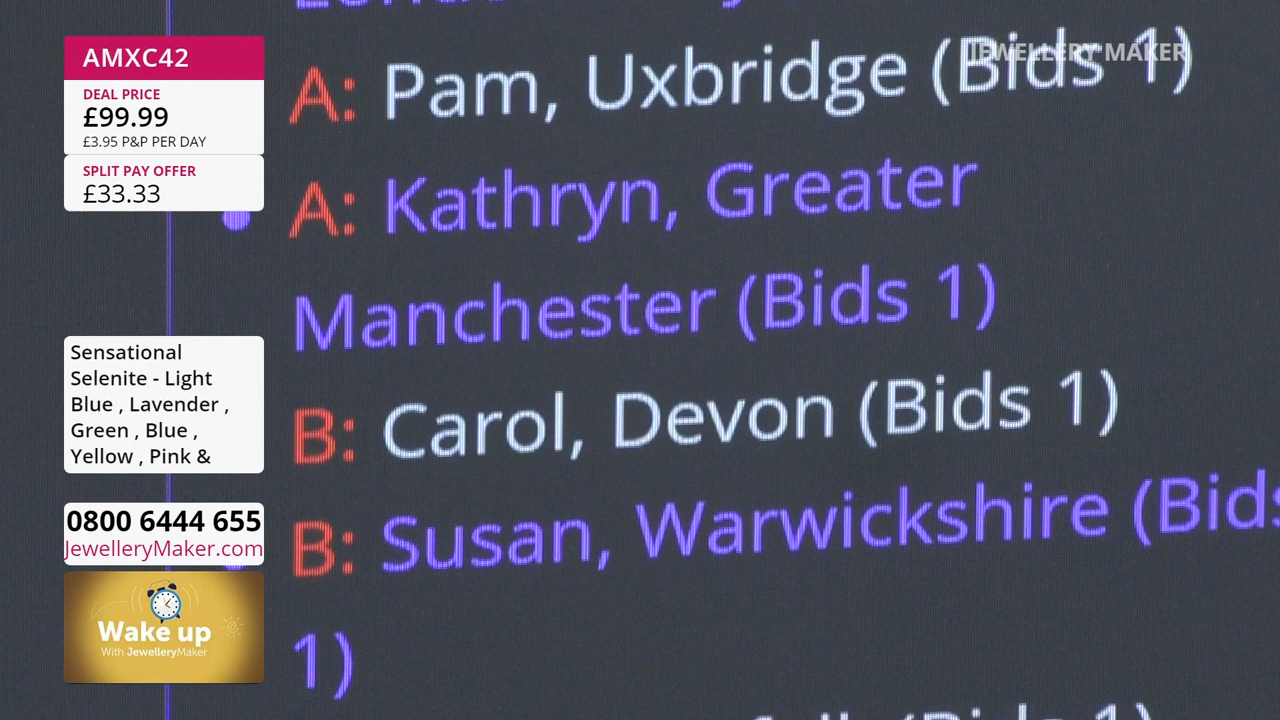 AMXC42
DEAL PRICE
£99.99
£3.95 P&P PER DAY
SPLIT PAY OFFER
£33.33
Sensational
Selenite - Light
Blue , Lavender ,
Green , Blue ,
Yellow , Pink &
0800 6444 655
JewelleryMaker.com
Wake up
With JewelleryMaker
JEWELLERY MAKER
A: Pam, Uxbridge (Bids 1)
A: Kathryn, Greater
Manchester (Bids 1)
B: Carol, Devon (Bids 1)
B: Susan, Warwickshire (Bids
1)
(Bids 1)